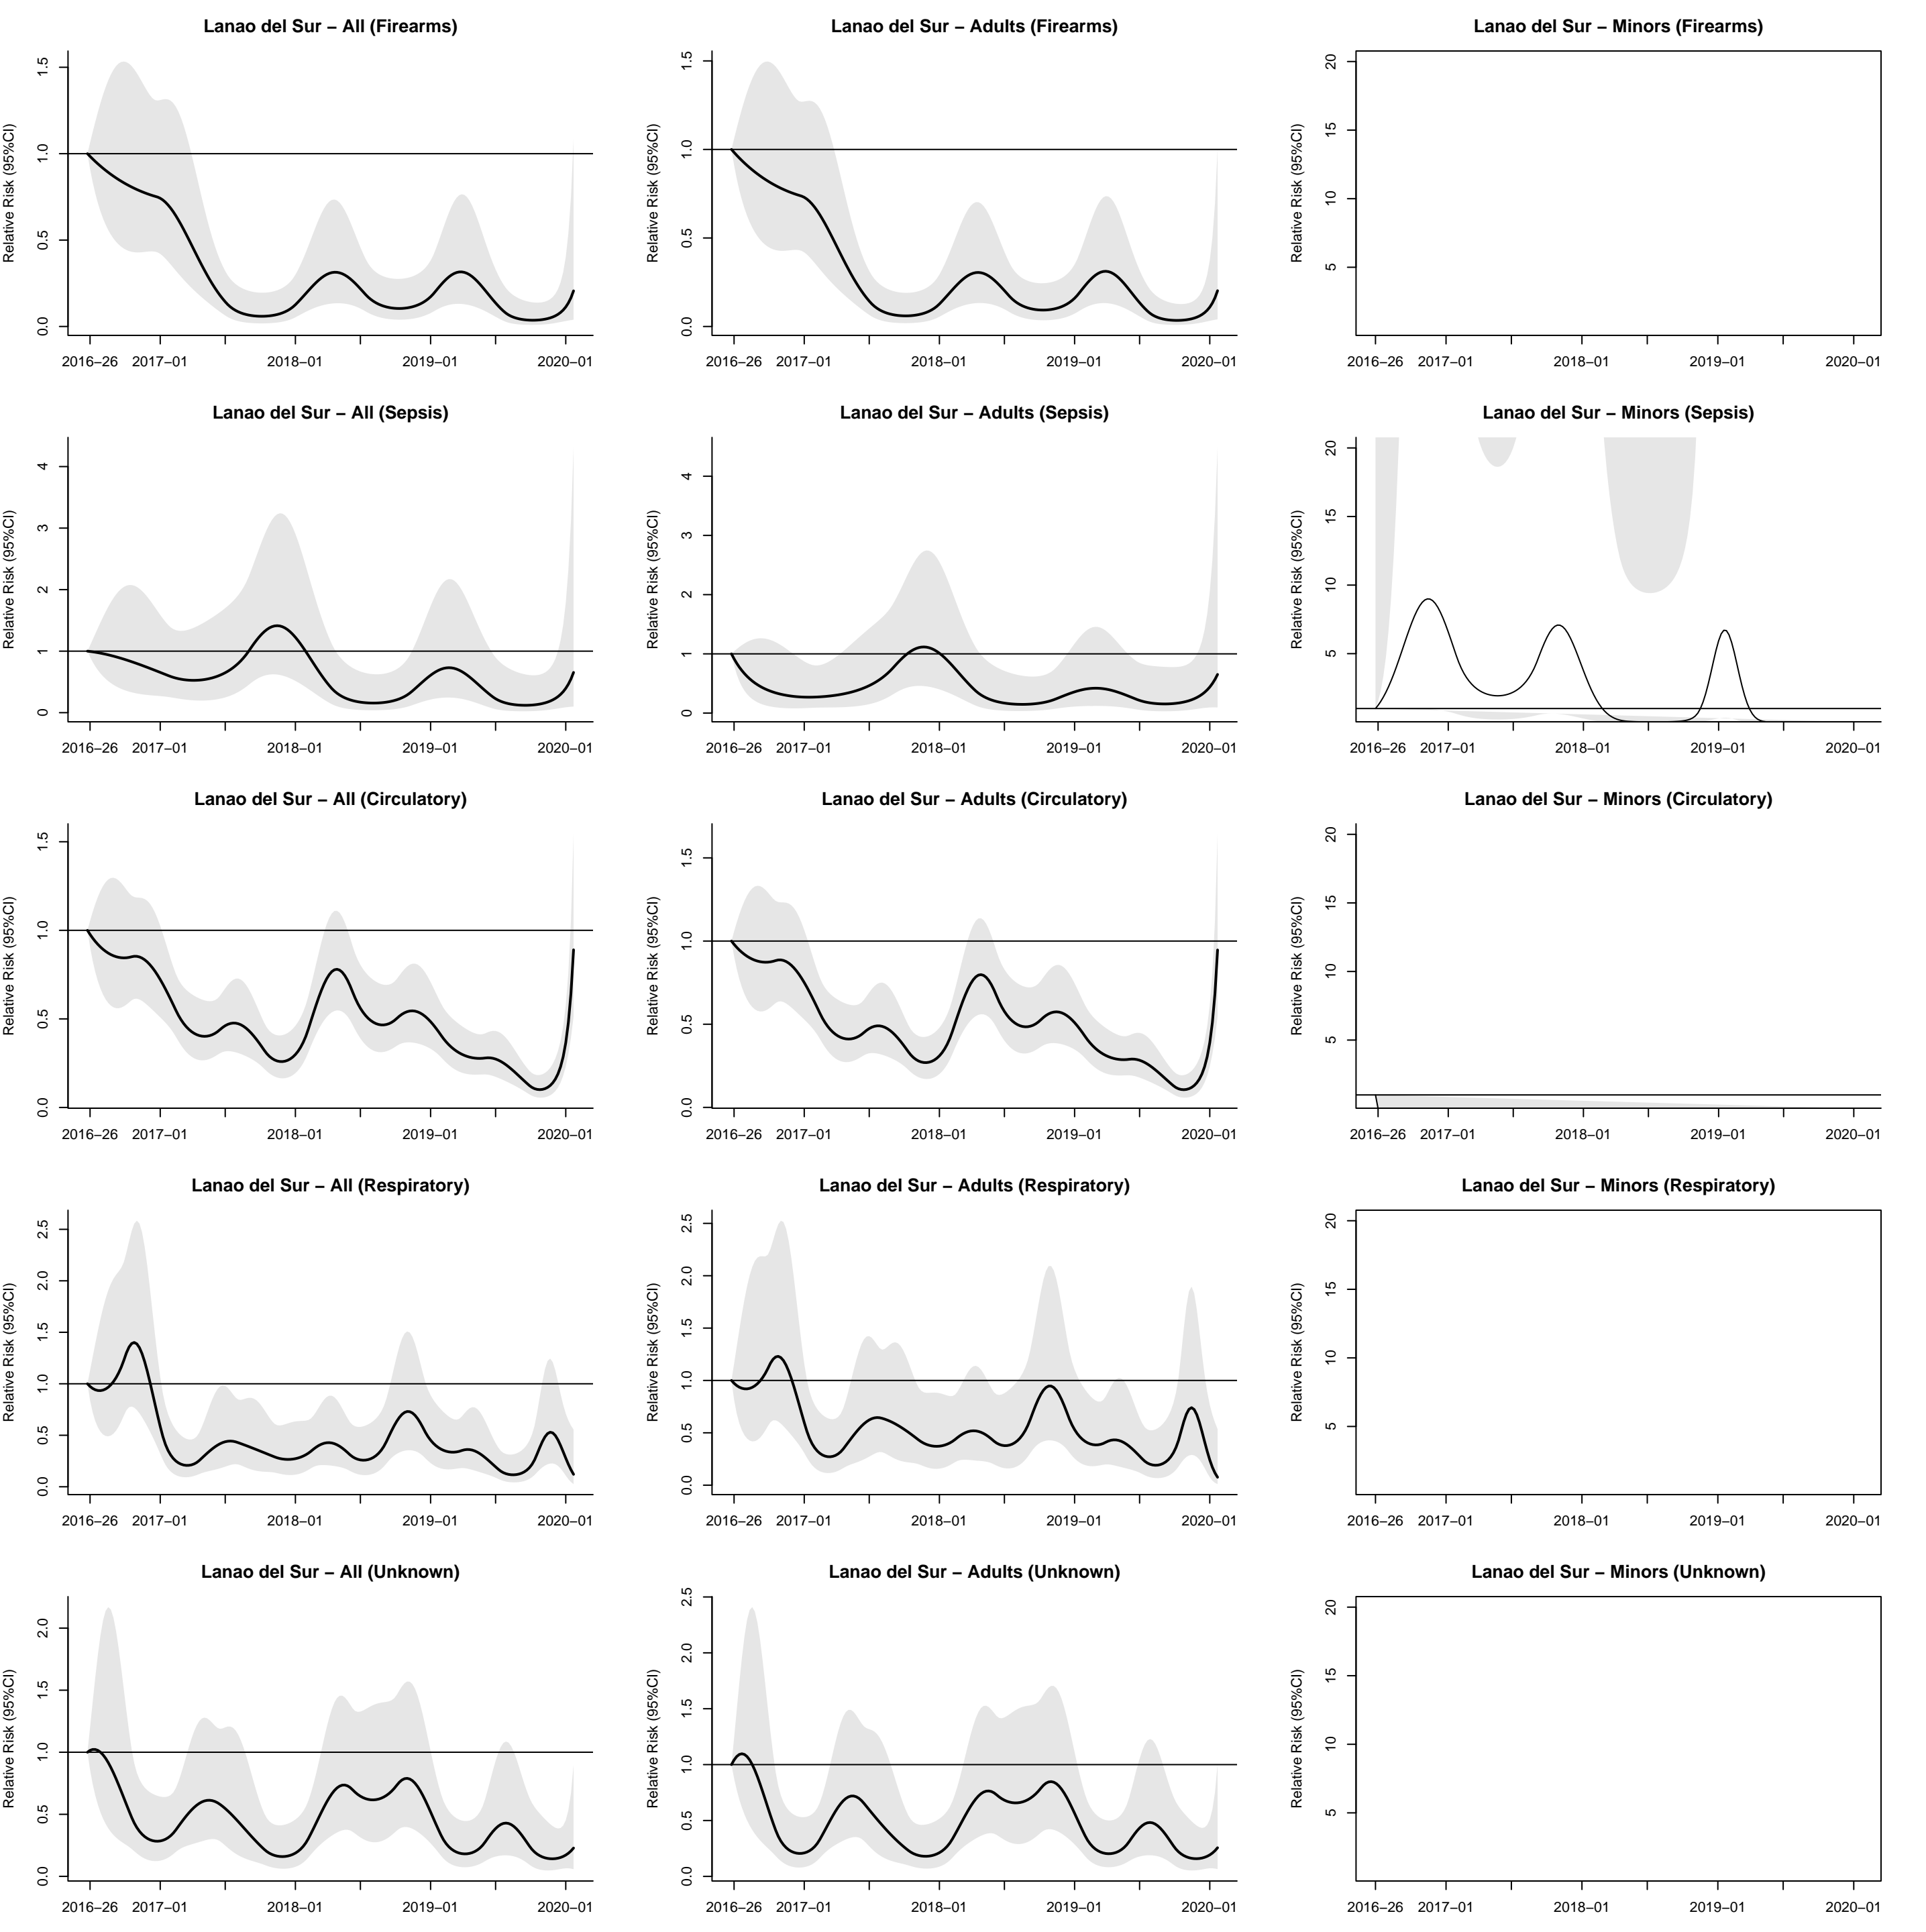 Lanao del Sur – All (Firearms)
Relative Risk (95%CI)
0.0 0.5 1.0 1.5
2016–26 2017–01 2018–01 2019–01 2020–01
Lanao del Sur – Adults (Firearms)
Relative Risk (95%CI)
0.0 0.5 1.0 1.5
2016–26 2017–01 2018–01 2019–01 2020–01
Lanao del Sur – Minors (Firearms)
Relative Risk (95%CI)
5 10 15 20
2016–26 2017–01 2018–01 2019–01 2020–01
Lanao del Sur – All (Sepsis)
Relative Risk (95%CI)
0 1 2 3 4
2016–26 2017–01 2018–01 2019–01 2020–01
Lanao del Sur – Adults (Sepsis)
Relative Risk (95%CI)
0 1 2 3 4
2016–26 2017–01 2018–01 2019–01 2020–01
Lanao del Sur – Minors (Sepsis)
Relative Risk (95%CI)
5 10 15 20
2016–26 2017–01 2018–01 2019–01 2020–01
Lanao del Sur – All (Circulatory)
Relative Risk (95%CI)
0.0 0.5 1.0 1.5
2016–26 2017–01 2018–01 2019–01 2020–01
Lanao del Sur – Adults (Circulatory)
Relative Risk (95%CI)
0.0 0.5 1.0 1.5
2016–26 2017–01 2018–01 2019–01 2020–01
Lanao del Sur – Minors (Circulatory)
Relative Risk (95%CI)
5 10 15 20
2016–26 2017–01 2018–01 2019–01 2020–01
Lanao del Sur – All (Respiratory)
Relative Risk (95%CI)
0.0 0.5 1.0 1.5 2.0 2.5
2016–26 2017–01 2018–01 2019–01 2020–01
Lanao del Sur – Adults (Respiratory)
Relative Risk (95%CI)
0.0 0.5 1.0 1.5 2.0 2.5
2016–26 2017–01 2018–01 2019–01 2020–01
Lanao del Sur – Minors (Respiratory)
Relative Risk (95%CI)
5 10 15 20
2016–26 2017–01 2018–01 2019–01 2020–01
Lanao del Sur – All (Unknown)
Relative Risk (95%CI)
0.0 0.5 1.0 1.5 2.0
2016–26 2017–01 2018–01 2019–01 2020–01
Lanao del Sur – Adults (Unknown)
Relative Risk (95%CI)
0.0 0.5 1.0 1.5 2.0 2.5
2016–26 2017–01 2018–01 2019–01 2020–01
Lanao del Sur – Minors (Unknown)
Relative Risk (95%CI)
5 10 15 20
2016–26 2017–01 2018–01 2019–01 2020–01